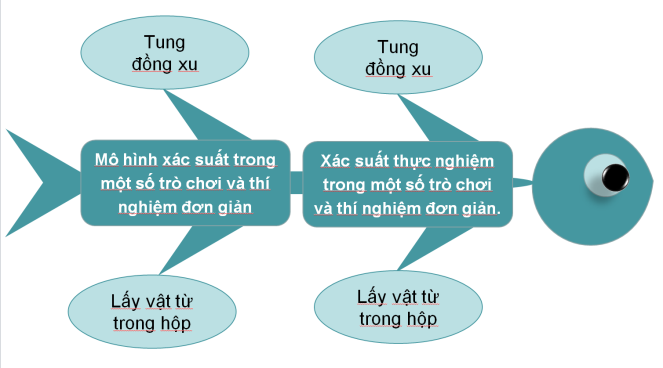 Tung
đồng xu
Tung
đồng xu
Mô hình xác suất trong
một số trò chơi và thí
nghiệm đơn giản
Xác suất thực nghiệm
trong một số trò chơi
và thí nghiệm đơn giản.
Lấy vật từ
trong hộp
Lấy vật từ
trong hộp